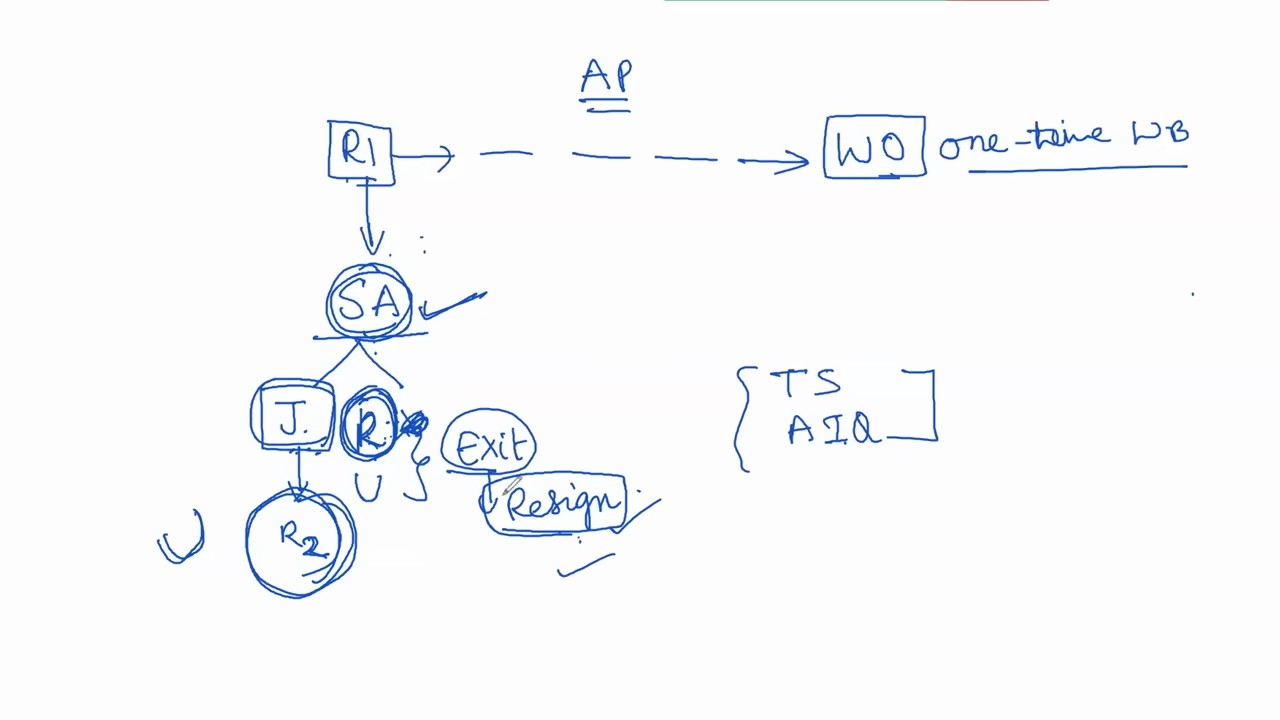 AP
R1
WO one-time WB
SA
TS
J.
R
AIQ
Exit
U
Resign
R2